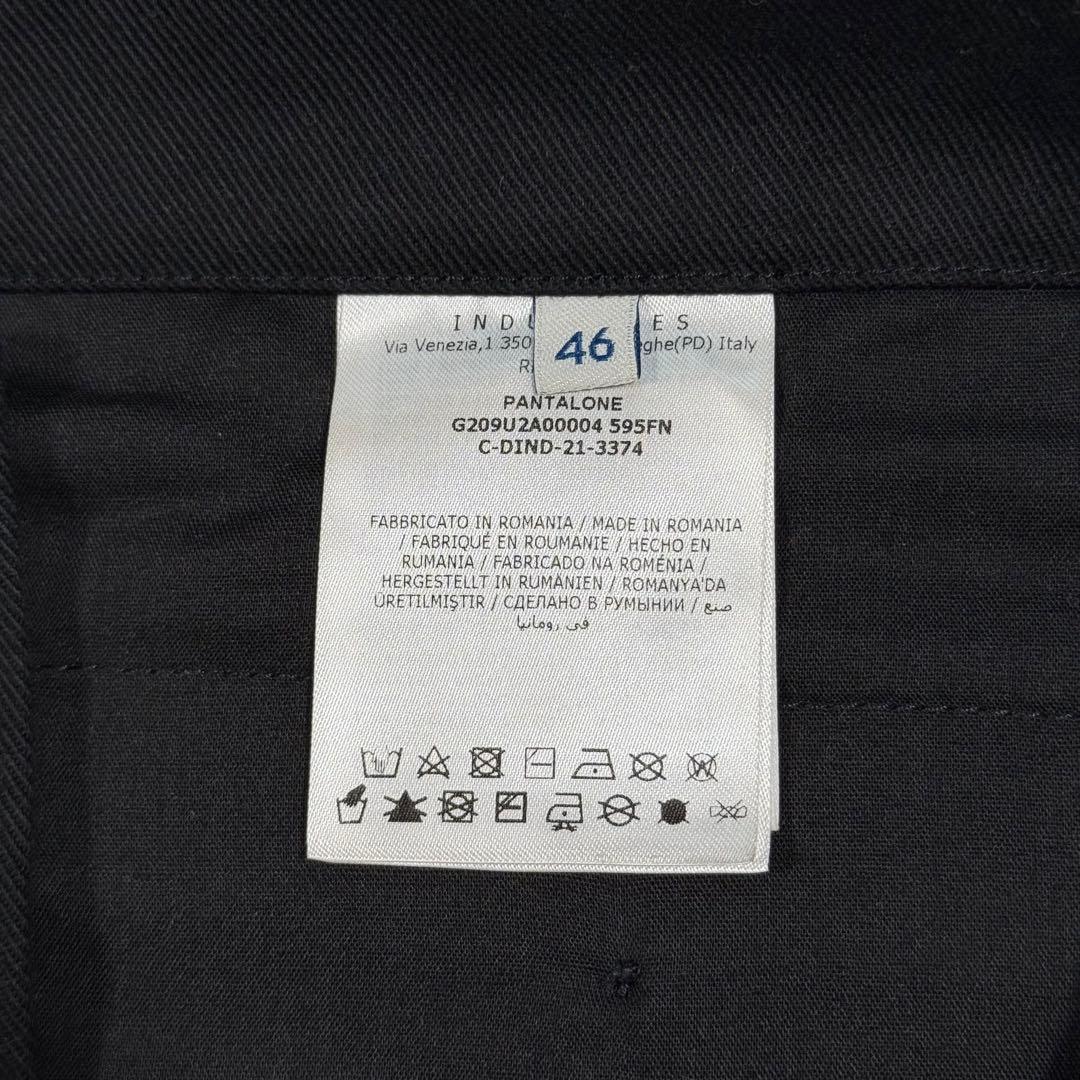 IND ES
Via Venezia,1 350 ghe(PD) Italy
46
PANTALONE
G209U2A00004 595FN
C-DIND-21-3374
FABBRICATO IN ROMANIA / MADE IN ROMANIA
/ FABRIQUÉ EN ROUMANIE / HECHO EN
RUMANIA / FABRICADO NA ROMÉNIA /
HERGESTELLT IN RUMÄNIEN / ROMANYA'DA
ÜRETILMIŞTIR / СДЕЛАНО В РУМЫНИИ / صنع
في رومانيا